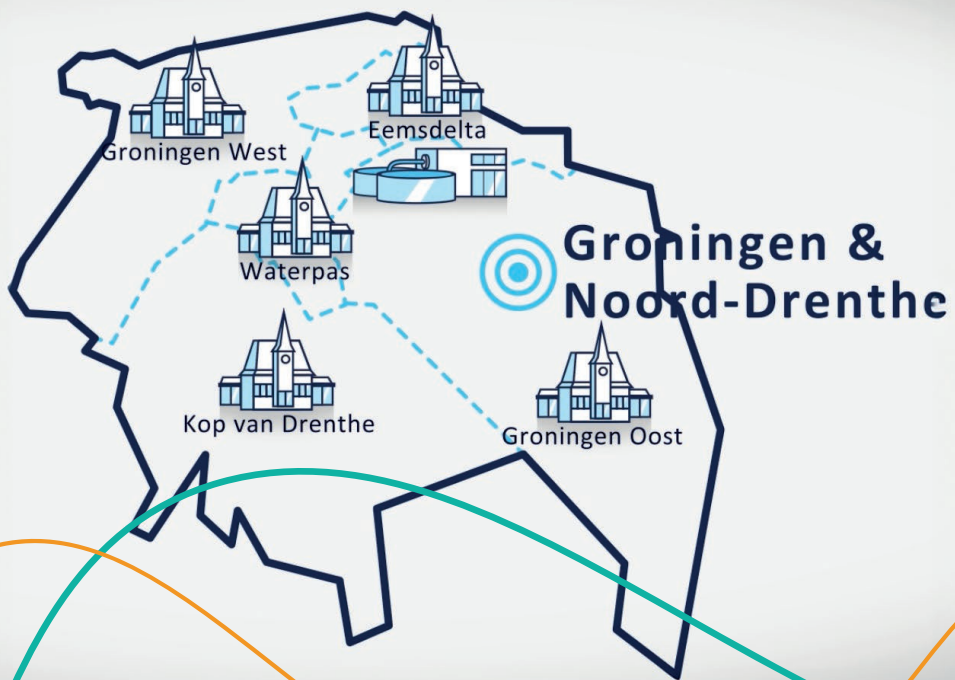 Eemsdelta
Groningen West
Waterpas
Groningen &
Noord-Drenthe
Kop van Drenthe
Groningen Oost